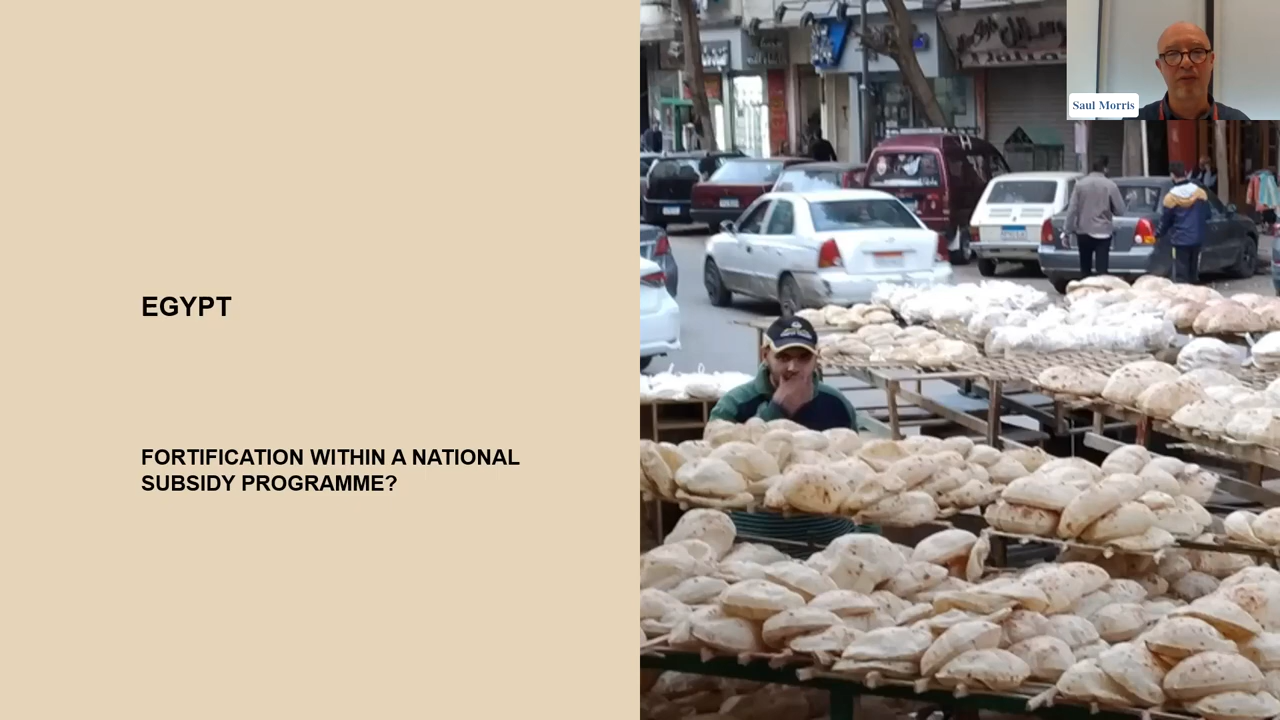 EGYPT
FORTIFICATION WITHIN A NATIONAL
SUBSIDY PROGRAMME?
Saul Morris